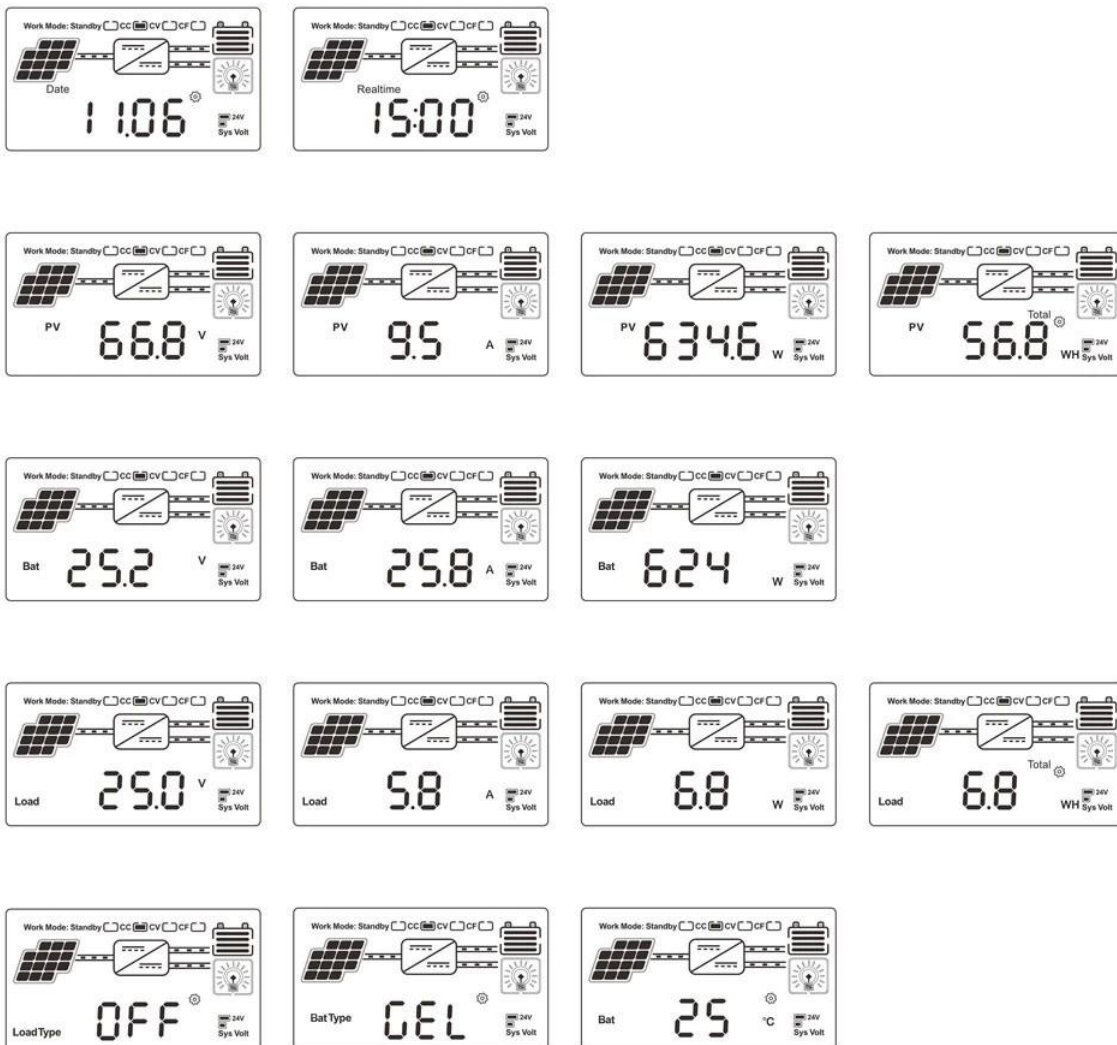 Work Mode: Standby CC CV CF
Date
11.06
24V
Sys Volt
Work Mode: Standby CC CV CF
Realtime
15:00
24V
Sys Volt
Work Mode: Standby CC CV CF
PV 66.8 V
24V
Sys Volt
Work Mode: Standby CC CV CF
PV 9.5 A
24V
Sys Volt
Work Mode: Standby CC CV CF
PV 634.6 W
24V
Sys Volt
Work Mode: Standby CC CV CF
Total
PV 56.8 WH
24V
Sys Volt
Work Mode: Standby CC CV CF
Bat 25.2 V
24V
Sys Volt
Work Mode: Standby CC CV CF
Bat 25.8 A
24V
Sys Volt
Work Mode: Standby CC CV CF
Bat 624 W
24V
Sys Volt
Work Mode: Standby CC CV CF
Load 25.0 V
24V
Sys Volt
Work Mode: Standby CC CV CF
Load 5.8 A
24V
Sys Volt
Work Mode: Standby CC CV CF
Load 6.8 W
24V
Sys Volt
Work Mode: Standby CC CV CF
Total
Load 6.8 WH
24V
Sys Volt
Work Mode: Standby CC CV CF
LoadType OFF
24V
Sys Volt
Work Mode: Standby CC CV CF
Bat Type GEL
24V
Sys Volt
Work Mode: Standby CC CV CF
Bat 25 °C
24V
Sys Volt